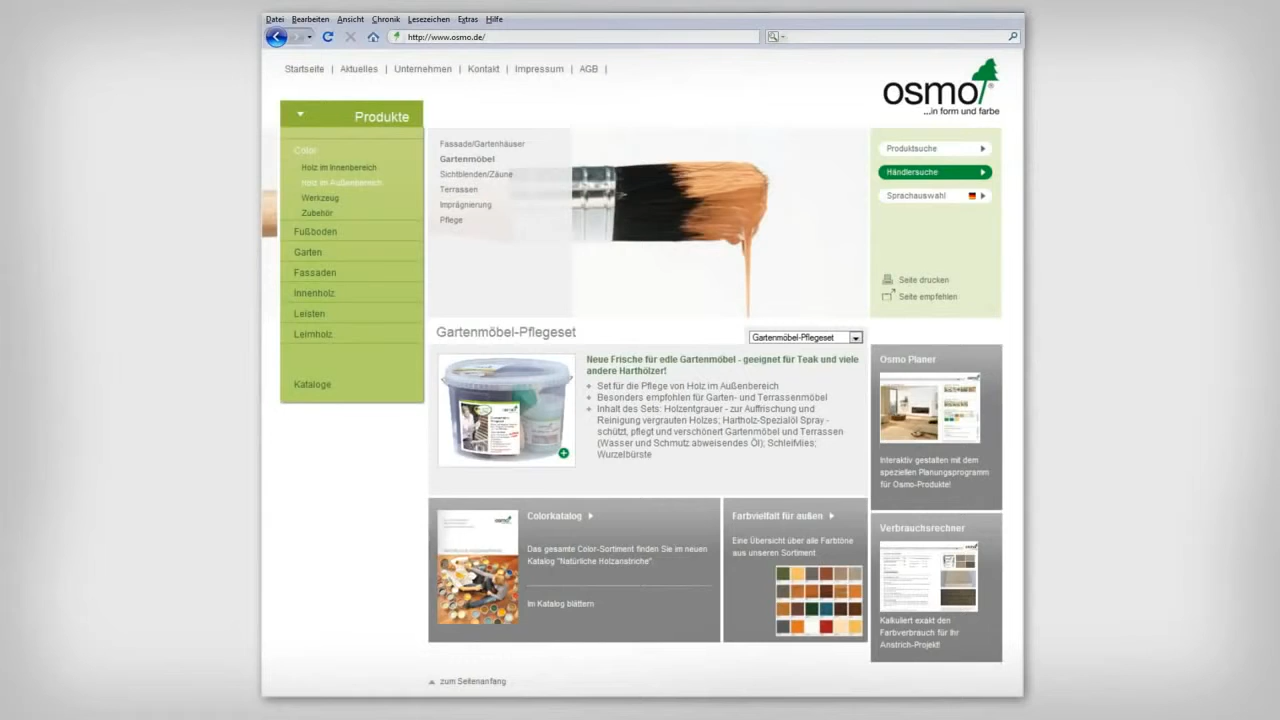 Datei Bearbeiten Ansicht Chronik Lesezeichen Extras Hilfe
http://www.osmo.de/
Startseite | Aktuelles | Unternehmen | Kontakt | Impressum | AGB |
osmo
...in form und farbe
Produkte
Color
Holz im Innenbereich
Holz im Außenbereich
Werkzeug
Zubehör
Fußboden
Garten
Fassaden
Innenholz
Leisten
Leimholz
Kataloge
Fassade/Gartenhäuser
Gartenmöbel
Sichtblenden/Zäune
Terrassen
Imprägnierung
Pflege
Produktsuche
Händlersuche
Sprachauswahl
Seite drucken
Seite empfehlen
Gartenmöbel-Pflegeset
Gartenmöbel-Pflegeset
Neue Frische für edle Gartenmöbel - geeignet für Teak und viele
andere Harthölzer!
Set für die Pflege von Holz im Außenbereich
Besonders empfohlen für Garten- und Terrassenmöbel
Inhalt des Sets: Holzentgrauer - zur Auffrischung und
Reinigung vergrauten Holzes; Hartholz-Spezialöl Spray -
schützt, pflegt und verschönert Gartenmöbel und Terrassen
(Wasser und Schmutz abweisendes Öl); Schleifvlies;
Wurzelbürste
Osmo Planer
Interaktiv gestalten mit dem
speziellen Planungsprogramm
für Osmo-Produkte!
osmo
Colorkatalog
Das gesamte Color-Sortiment finden Sie im neuen
Katalog "Natürliche Holzanstriche"
Im Katalog blättern
Farbvielfalt für außen
Eine Übersicht über alle Farbtöne
aus unseren Sortiment
Verbrauchsrechner
Kalkuliert exakt den
Farbverbrauch für Ihr
Anstrich-Projekt!
zum Seitenanfang